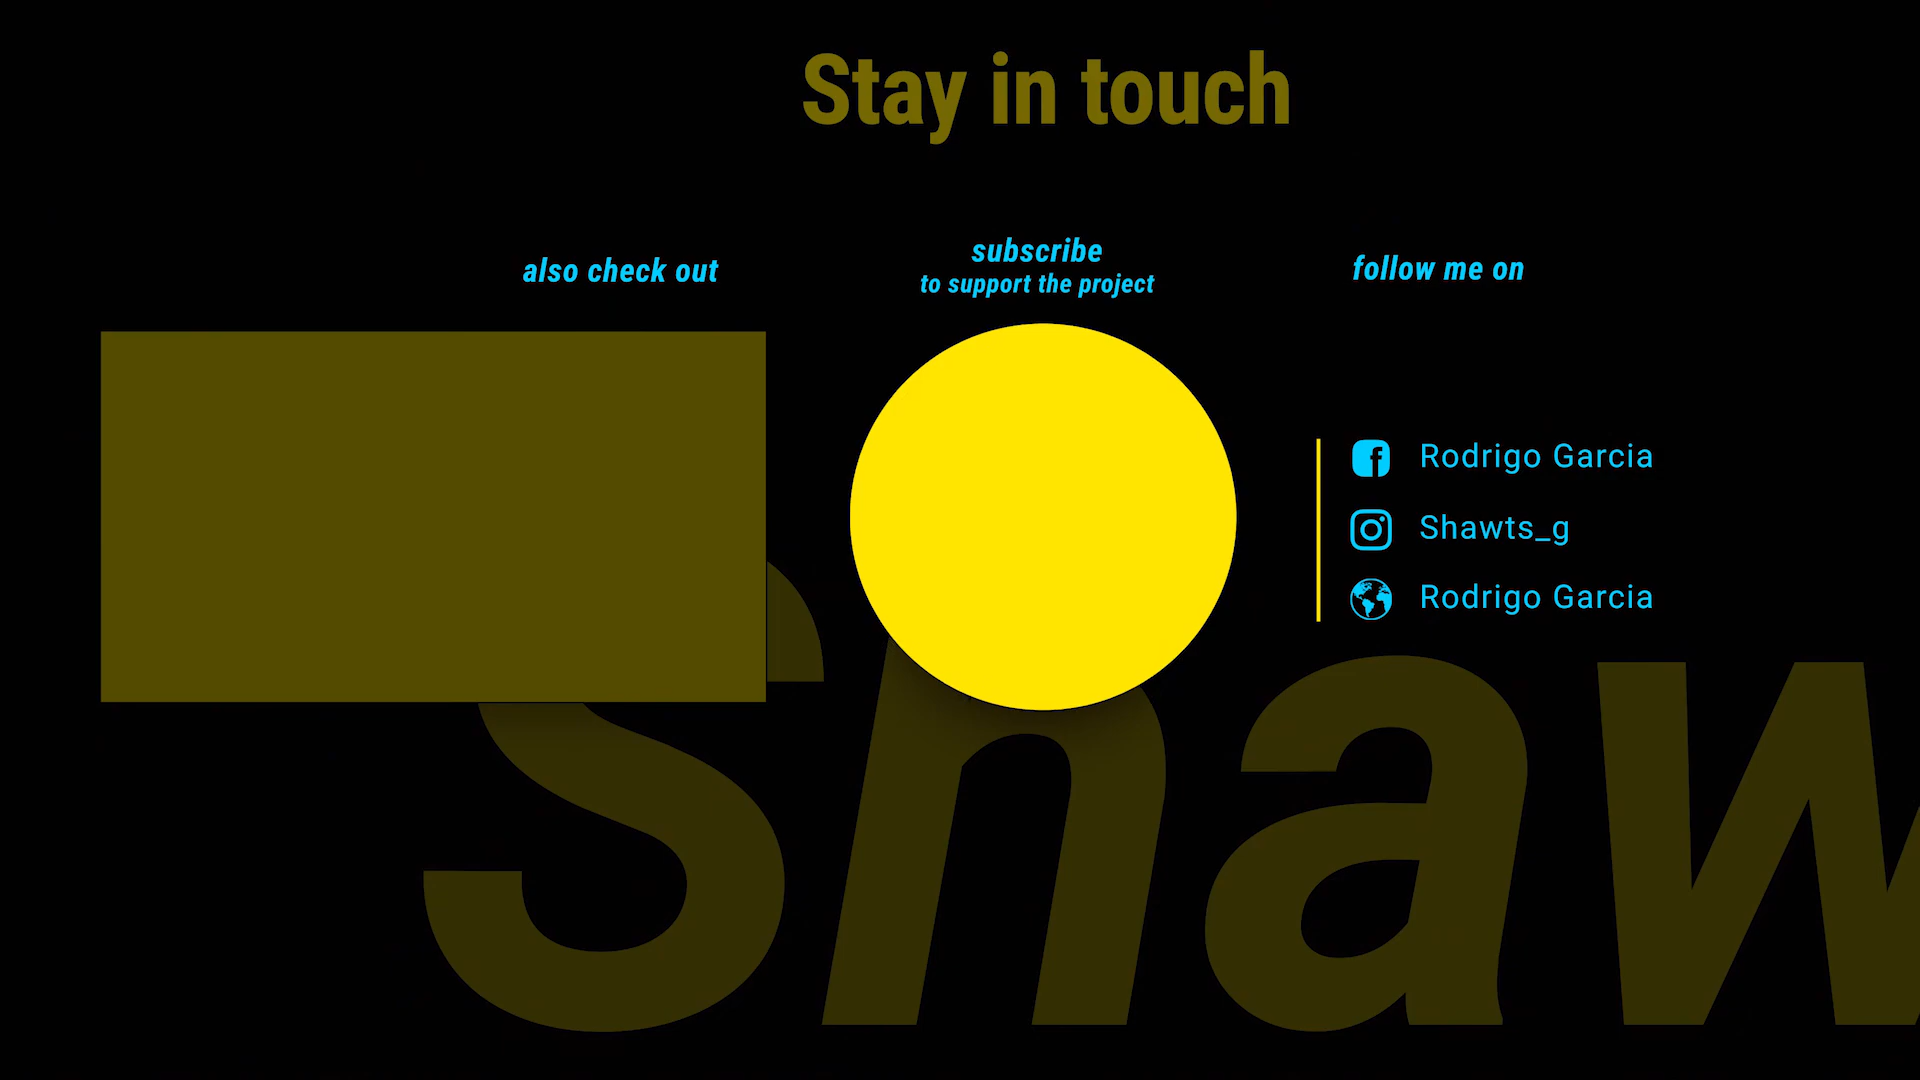 Stay in touch
also check out
subscribe
to support the project
follow me on
Rodrigo Garcia
Shawts_g
Rodrigo Garcia
Shaw